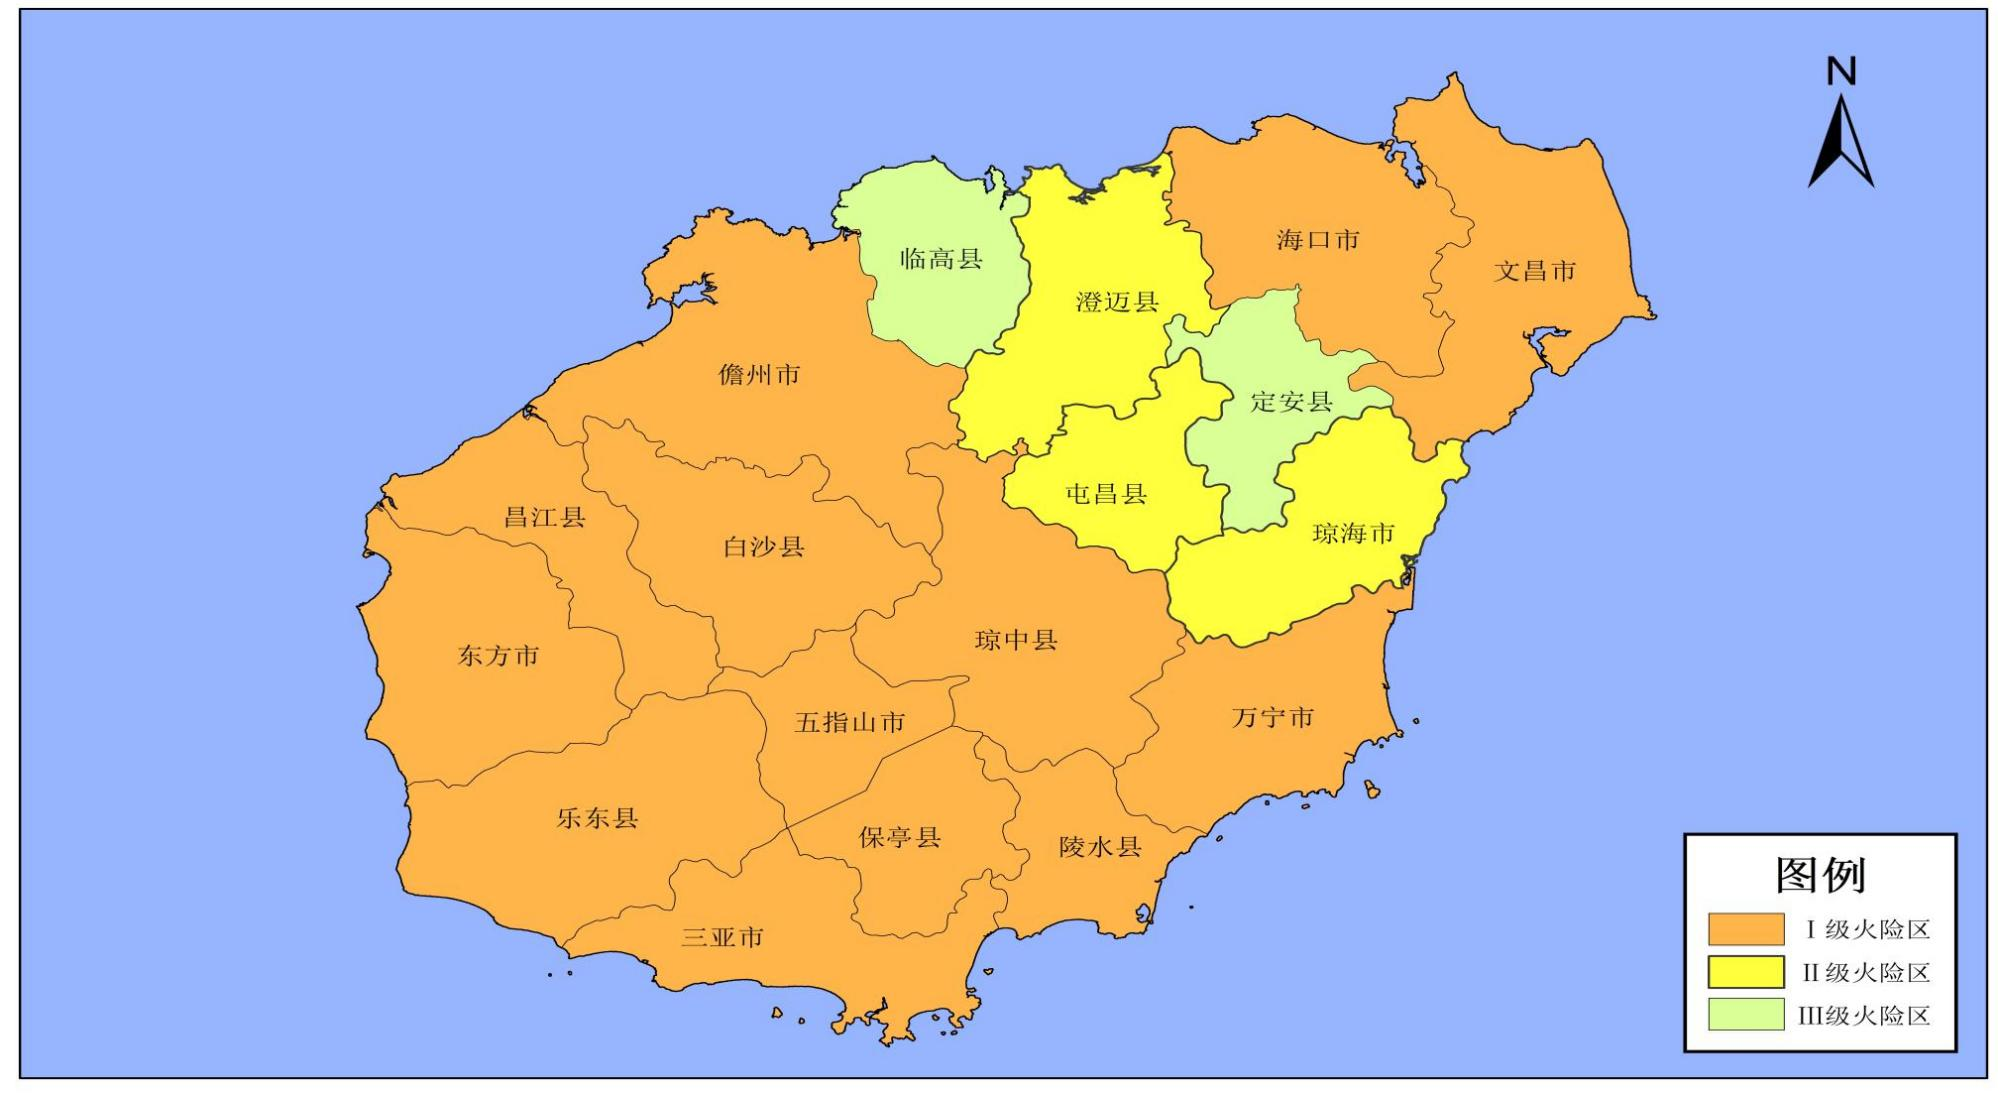 N
海口市
临高县
文昌市
澄迈县
儋州市
定安县
屯昌县
昌江县
琼海市
白沙县
琼中县
东方市
万宁市
五指山市
乐东县
保亭县
陵水县
三亚市
图例
Ⅰ级火险区
Ⅱ级火险区
Ⅲ级火险区